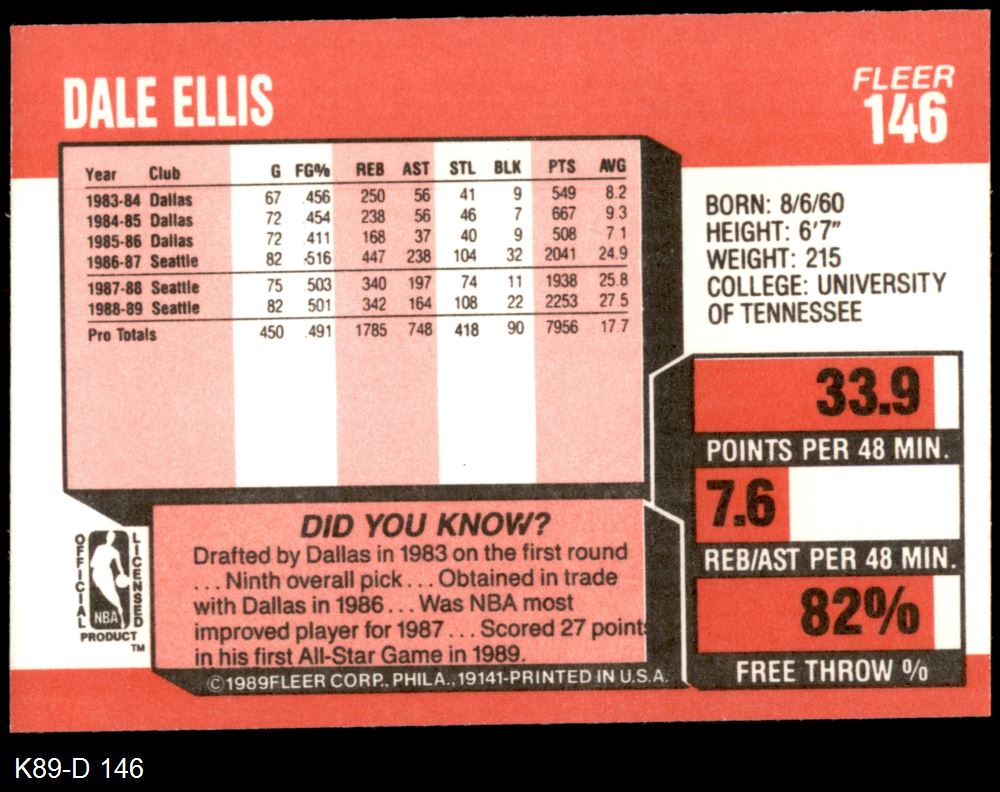 DALE ELLIS
FLEER
146
Year Club G FG% REB AST STL BLK PTS AVG
1983-84 Dallas 67 .456 250 56 41 9 549 8.2
1984-85 Dallas 72 .454 238 56 46 7 667 9.3
1985-86 Dallas 72 .411 168 37 40 9 508 7 1
1986-87 Seattle 82 .516 447 238 104 32 2041 24.9
1987-88 Seattle 75 .503 340 197 74 11 1938 25.8
1988-89 Seattle 82 501 342 164 108 22 2253 27.5
Pro Totals 450 .491 1785 748 418 90 7956 17.7
BORN: 8/6/60
HEIGHT: 6'7"
WEIGHT: 215
COLLEGE: UNIVERSITY
OF TENNESSEE
33.9
POINTS PER 48 MIN.
7.6
REB/AST PER 48 MIN.
82%
FREE THROW %
OFFICIAL
LICENSED
NBA
PRODUCT
TM
DID YOU KNOW?
Drafted by Dallas in 1983 on the first round
...Ninth overall pick...Obtained in trade
with Dallas in 1986...Was NBA most
improved player for 1987...Scored 27 points
in his first All-Star Game in 1989.
©1989FLEER CORP., PHILA., 19141-PRINTED IN U.S.A.
K89-D 146